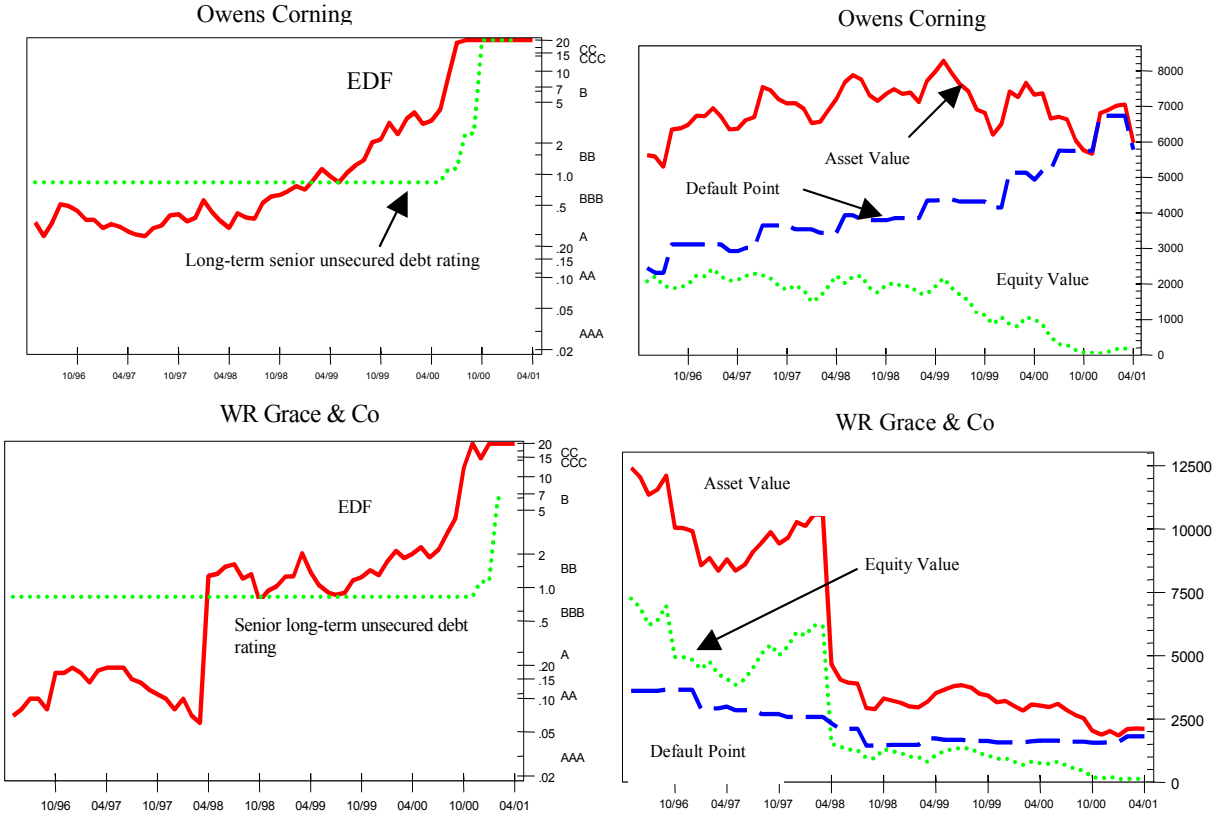 Owens Corning
EDF
Long-term senior unsecured debt rating
20
15
10
7
5
2
1.0
.5
.20
.15
.10
.05
.02
CC
CCC
B
BB
BBB
A
AA
AAA
10/96 04/97 10/97 04/98 10/98 04/99 10/99 04/00 10/00 04/01
Owens Corning
Asset Value
Default Point
Equity Value
8000
7000
6000
5000
4000
3000
2000
1000
0
10/96 04/97 10/97 04/98 10/98 04/99 10/99 04/00 10/00 04/01
WR Grace & Co
EDF
Senior long-term unsecured debt
rating
20
15
10
7
5
2
1.0
.5
.20
.15
.10
.05
.02
CC
CCC
B
BB
BBB
A
AA
AAA
10/96 04/97 10/97 04/98 10/98 04/99 10/99 04/00 10/00 04/01
WR Grace & Co
Asset Value
Equity Value
Default Point
12500
10000
7500
5000
2500
0
10/96 04/97 10/97 04/98 10/98 04/99 10/99 04/00 10/00 04/01